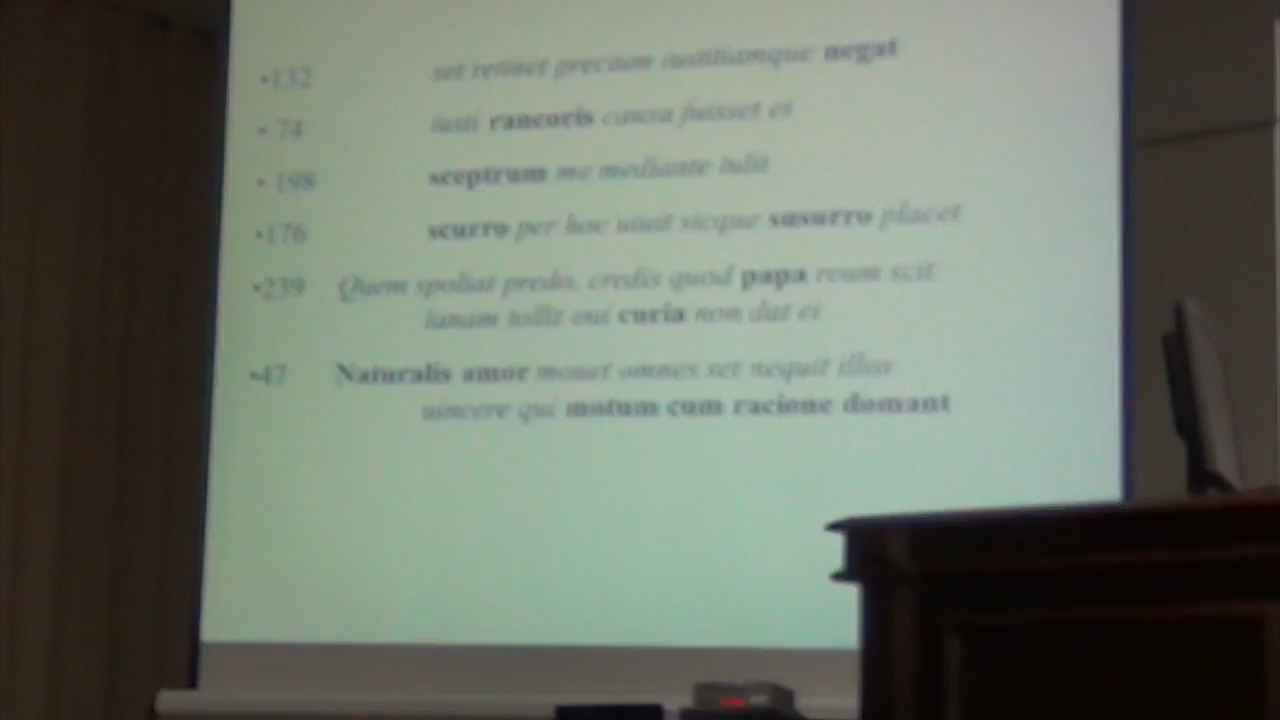 •132 set retinet precium iustitiamque negat
• 74 iusti rancoris causa fuisset ei
• 198 sceptrum me mediante tulit
•176 scurro per hoc uiuit sicque susurro placet
•239 Quem spoliat predo, credis quod papa reum scit:
lanam tollit oui curia non dat ei
•47 Naturalis amor mouet omnes set nequit illos
uincere qui motum cum racione domant